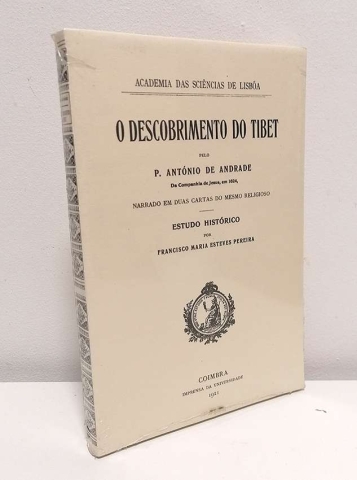 ACADEMIA DAS SCIÊNCIAS DE LISBÔA
O DESCOBRIMENTO DO TIBET
PELO
P. ANTÓNIO DE ANDRADE
Da Companhia de Jesus, em 1624,
NARRADO EM DUAS CARTAS DO MESMO RELIGIOSO
ESTUDO HISTÓRICO
POR
FRANCISCO MARIA ESTEVES PEREIRA
COIMBRA
IMPRENSA DA UNIVERSIDADE
1921